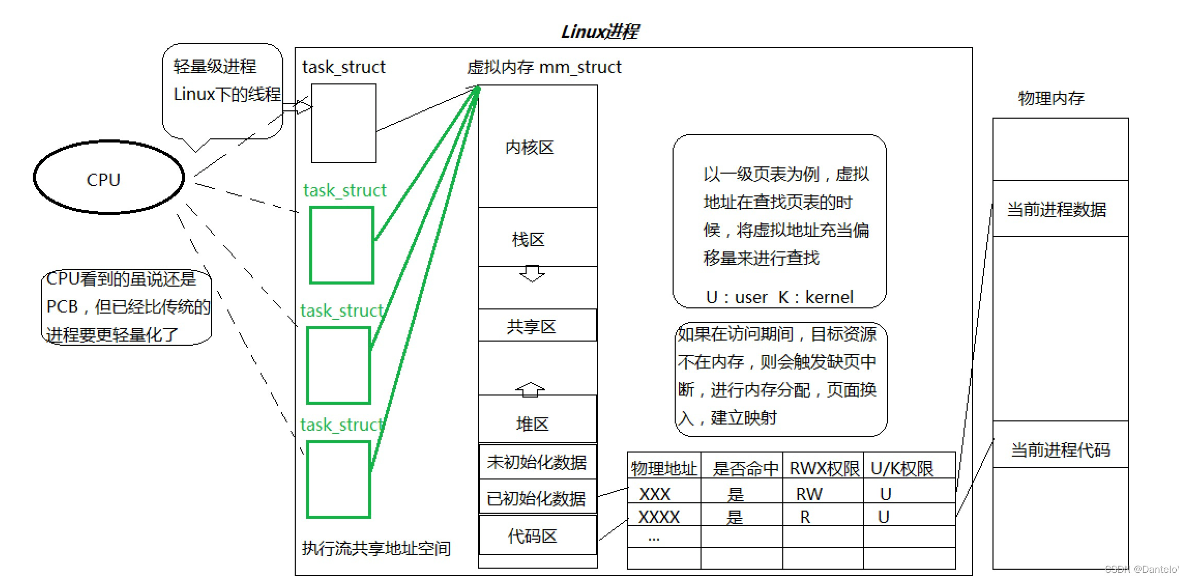 Linux进程
轻量级进程
Linux下的线程
CPU
CPU看到的虽说还是
PCB，但已经比传统的
进程要更轻量化了
task_struct
task_struct
task_struct
task_struct
执行流共享地址空间
虚拟内存 mm_struct
内核区
栈区
共享区
堆区
未初始化数据
已初始化数据
代码区
以一级页表为例，虚拟
地址在查找页表的时
候，将虚拟地址充当偏
移量来进行查找
U：user K：kernel
如果在访问期间，目标资源
不在内存，则会触发缺页中
断，进行内存分配，页面换
入，建立映射
物理地址 是否命中 RWX权限 U/K权限
XXX 是 RW U
XXXX 是 R U
...
物理内存
当前进程数据
当前进程代码
CSDN @Dantolo